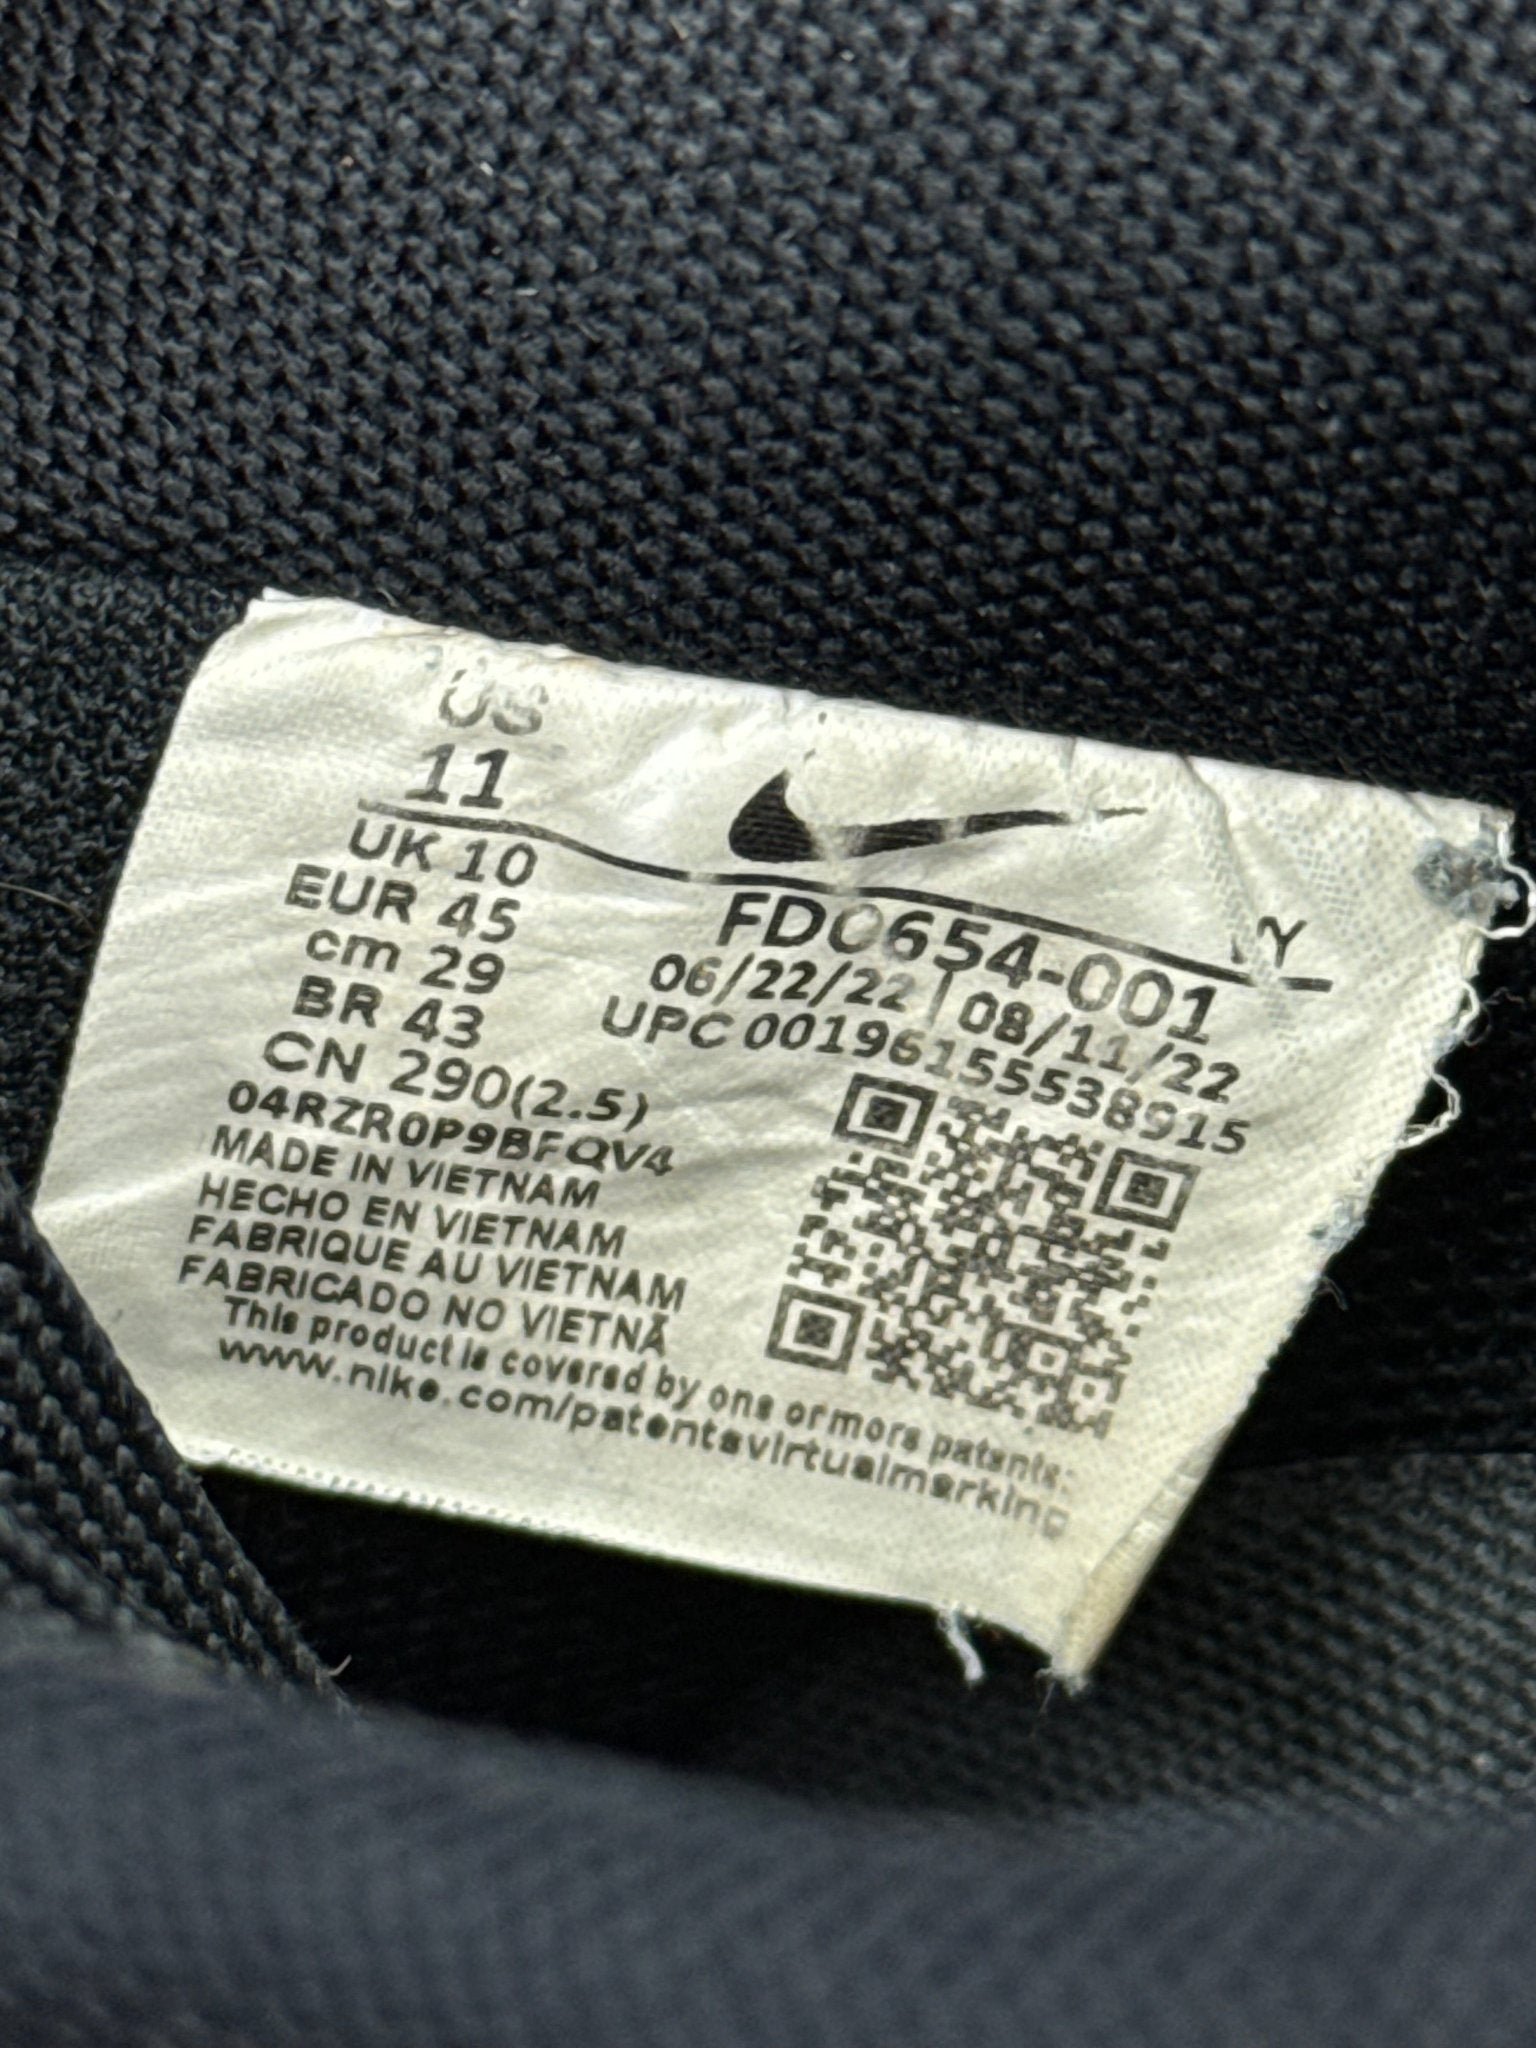 US
11
UK 10
EUR 45
cm 29
BR 43
CN 290(2.5)
04RZR0P9BFQV4
MADE IN VIETNAM
HECHO EN VIETNAM
FABRIQUE AU VIETNAM
FABRICADO NO VIETNÃ
This product is covered by one or more patents:
www.nike.com/patentsvirtualmarking
Y
FD0654-001
06/22/22 | 08/11/22
UPC 00196155538915